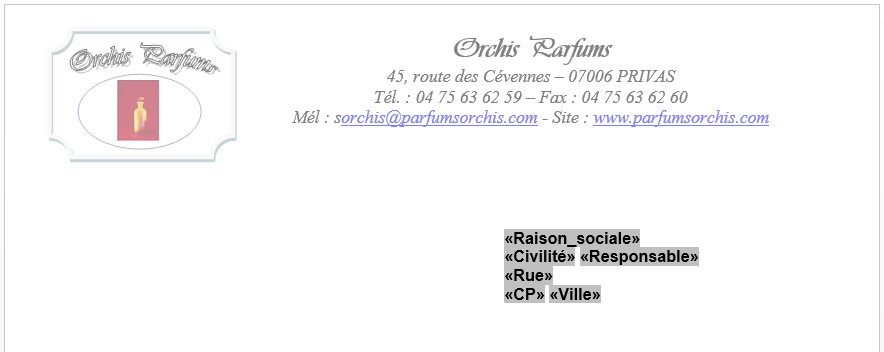 Orchis Parfums
Orchis Parfums
45, route des Cévennes – 07006 PRIVAS
Tél. : 04 75 63 62 59 – Fax : 04 75 63 62 60
Mél : sorchis@parfumsorchis.com - Site : www.parfumsorchis.com
«Raison_sociale»
«Civilité» «Responsable»
«Rue»
«CP» «Ville»